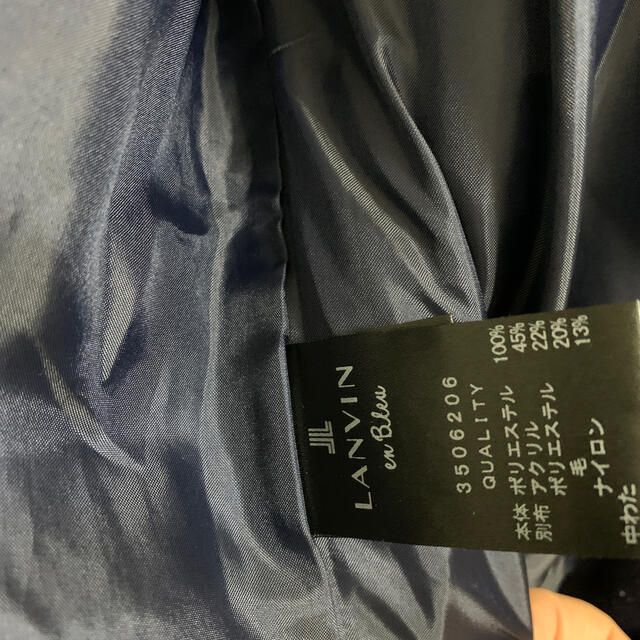 LANVIN
en Bleu
3506206
QUALITY
本体 ポリエステル 100%
別布 アクリル 45%
ポリエステル 22%
毛 20%
ナイロン 13%
中わた